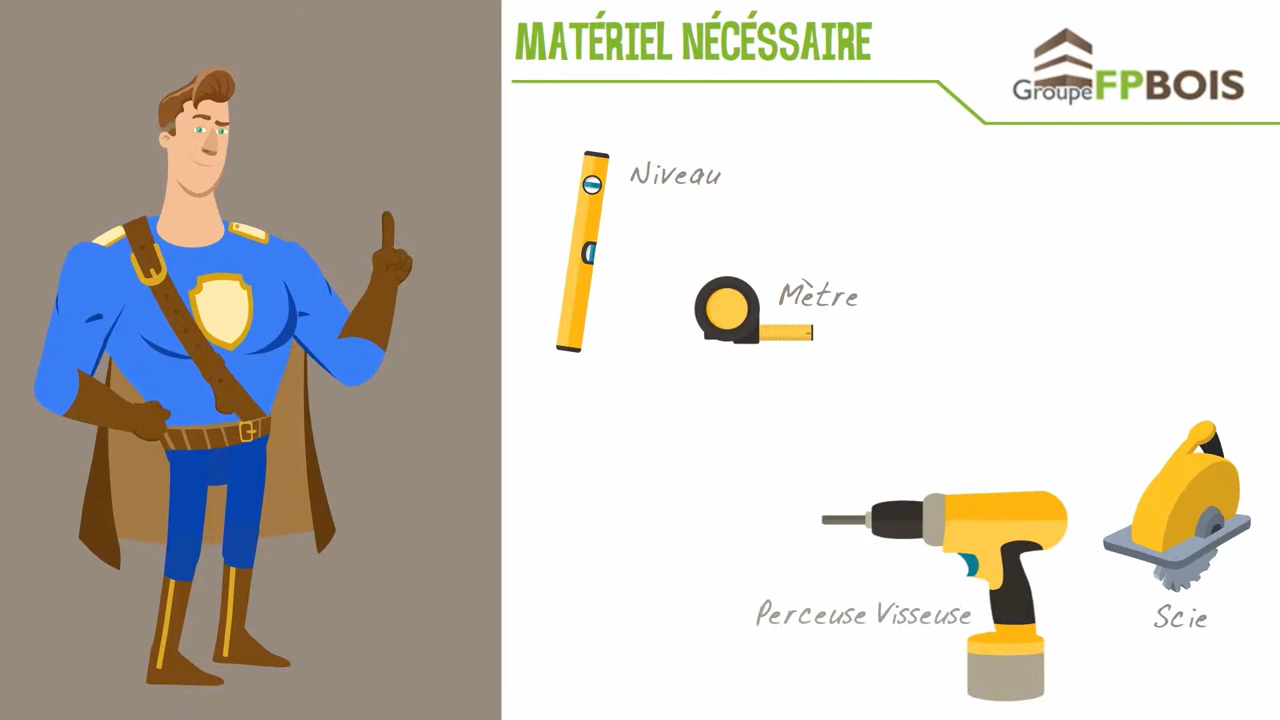 MATÉRIEL NÉCÉSSAIRE
Groupe FPBOIS
Niveau
Mètre
Perceuse Visseuse
Scie